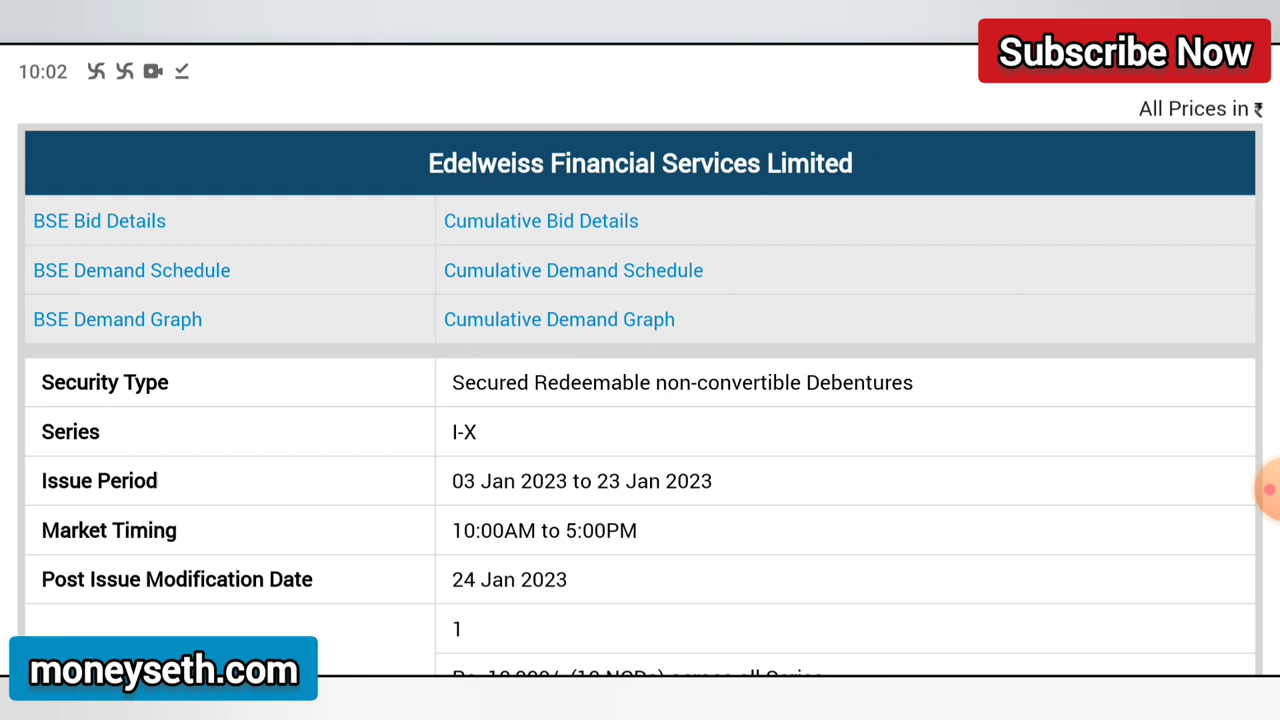 Subscribe Now
10:02
All Prices in ₹
Edelweiss Financial Services Limited
BSE Bid Details Cumulative Bid Details
BSE Demand Schedule Cumulative Demand Schedule
BSE Demand Graph Cumulative Demand Graph
Security Type Secured Redeemable non-convertible Debentures
Series I-X
Issue Period 03 Jan 2023 to 23 Jan 2023
Market Timing 10:00AM to 5:00PM
Post Issue Modification Date 24 Jan 2023
1
moneyseth.com